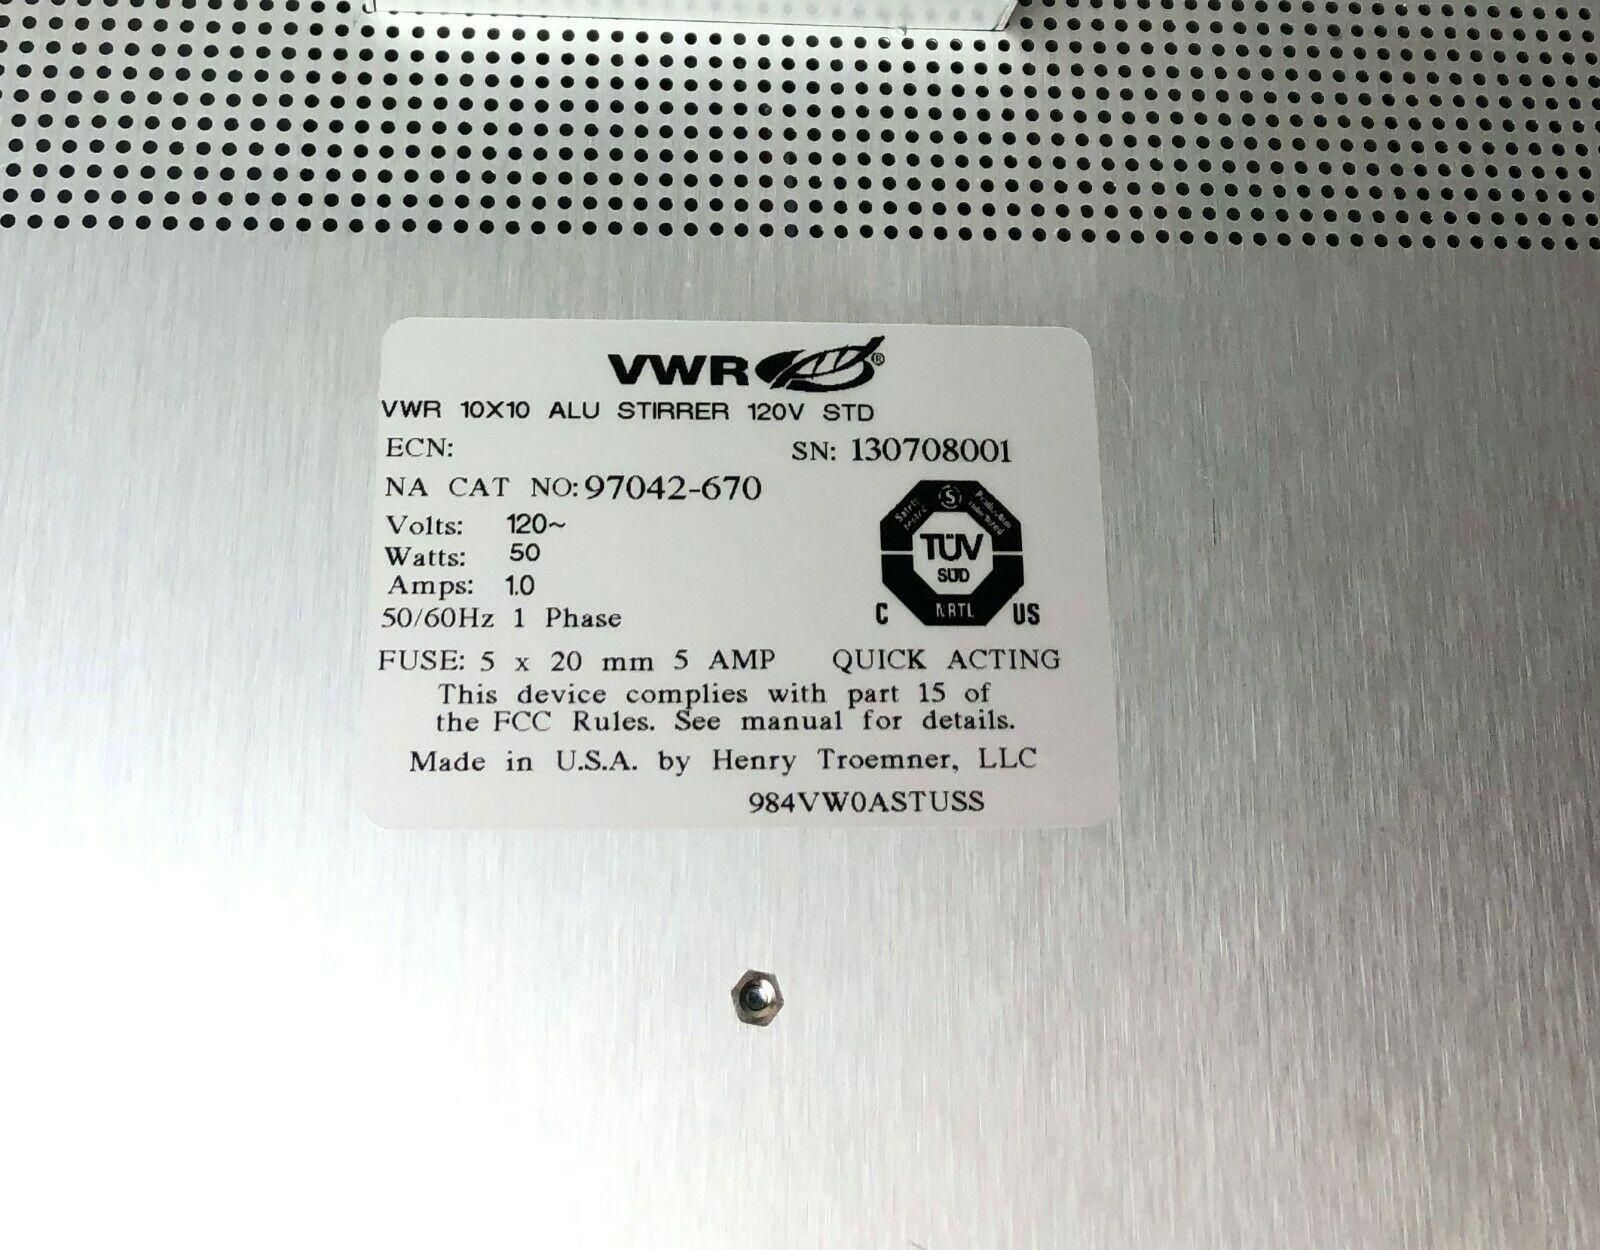 VWR®
VWR 10X10 ALU STIRRER 120V STD
ECN: SN: 130708001
NA CAT NO: 97042-670
Volts: 120~
Watts: 50
Amps: 1.0
50/60Hz 1 Phase
S
TÜV
SÜD
NRTL
C US
FUSE: 5 x 20 mm 5 AMP QUICK ACTING
This device complies with part 15 of
the FCC Rules. See manual for details.
Made in U.S.A. by Henry Troemner, LLC
984VW0ASTUSS